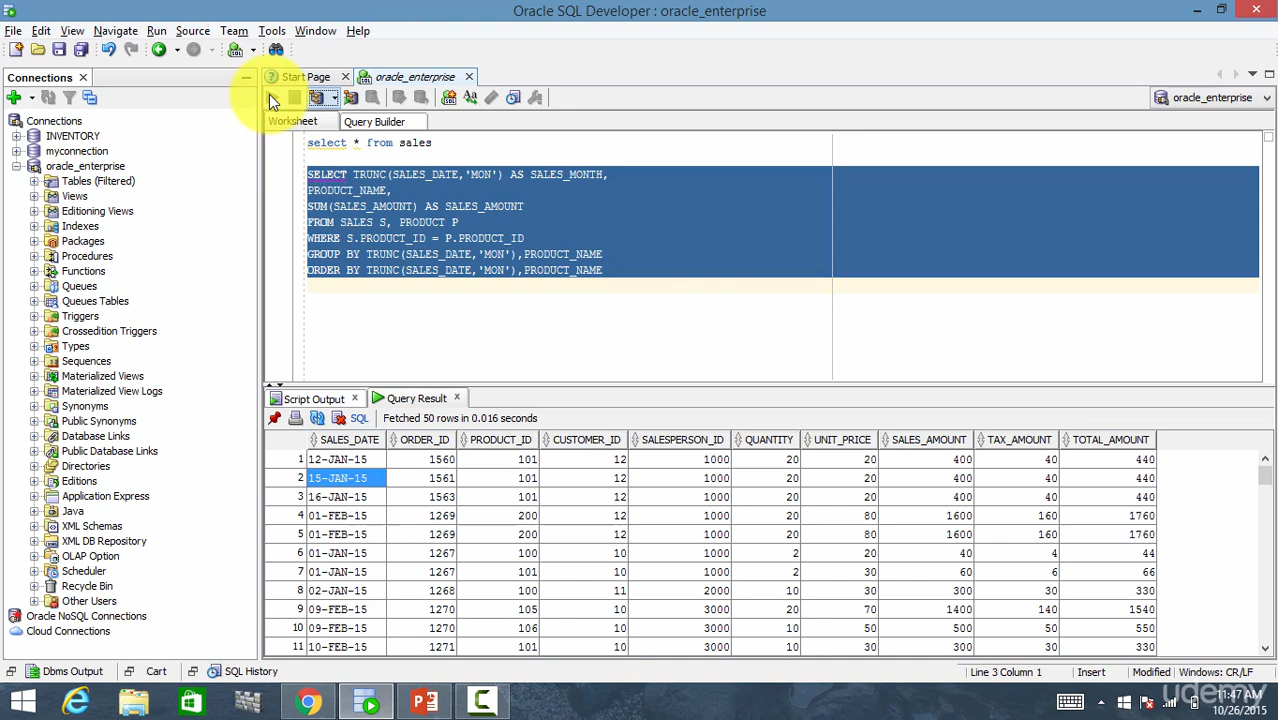 Oracle SQL Developer : oracle_enterprise
File Edit View Navigate Run Source Team Tools Window Help
Connections
Start Page
oracle_enterprise
oracle_enterprise
Worksheet
Query Builder
Connections
INVENTORY
myconnection
oracle_enterprise
Tables (Filtered)
Views
Editioning Views
Indexes
Packages
Procedures
Functions
Queues
Queues Tables
Triggers
Crossedition Triggers
Types
Sequences
Materialized Views
Materialized View Logs
Synonyms
Public Synonyms
Database Links
Public Database Links
Directories
Editions
Application Express
Java
XML Schemas
XML DB Repository
OLAP Option
Scheduler
Recycle Bin
Other Users
Oracle NoSQL Connections
Cloud Connections
select * from sales
SELECT TRUNC(SALES_DATE,'MON') AS SALES_MONTH,
PRODUCT_NAME,
SUM(SALES_AMOUNT) AS SALES_AMOUNT
FROM SALES S, PRODUCT P
WHERE S.PRODUCT_ID = P.PRODUCT_ID
GROUP BY TRUNC(SALES_DATE,'MON'),PRODUCT_NAME
ORDER BY TRUNC(SALES_DATE,'MON'),PRODUCT_NAME
Script Output
Query Result
SQL
Fetched 50 rows in 0.016 seconds
SALES_DATE ORDER_ID PRODUCT_ID CUSTOMER_ID SALESPERSON_ID QUANTITY UNIT_PRICE SALES_AMOUNT TAX_AMOUNT TOTAL_AMOUNT
1 12-JAN-15 1560 101 12 1000 20 20 400 40 440
2 15-JAN-15 1561 101 12 1000 20 20 400 40 440
3 16-JAN-15 1563 101 12 1000 20 20 400 40 440
4 01-FEB-15 1269 200 12 1000 20 80 1600 160 1760
5 01-FEB-15 1269 200 12 1000 20 80 1600 160 1760
6 01-JAN-15 1267 100 10 1000 2 20 40 4 44
7 01-JAN-15 1267 101 10 1000 2 30 60 6 66
8 02-JAN-15 1268 100 11 2000 10 30 300 30 330
9 09-FEB-15 1270 105 10 3000 20 70 1400 140 1540
10 09-FEB-15 1270 106 10 3000 10 50 500 50 550
11 10-FEB-15 1271 101 10 3000 10 30 300 30 330
Dbms Output
Cart
SQL History
Line 3 Column 1
Insert
Modified
Windows: CR/LF
udemy
11:47 AM
10/26/2015